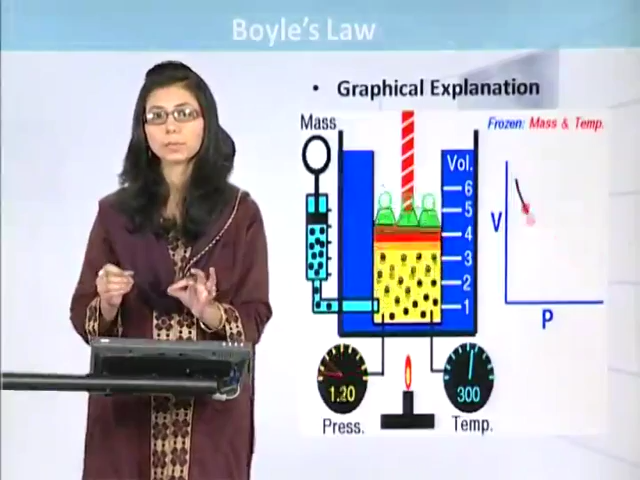 Boyle's Law
• Graphical Explanation
Mass
Frozen: Mass & Temp.
Vol.
6
5
4
3
2
1
V
P
1.20
300
Press.
Temp.